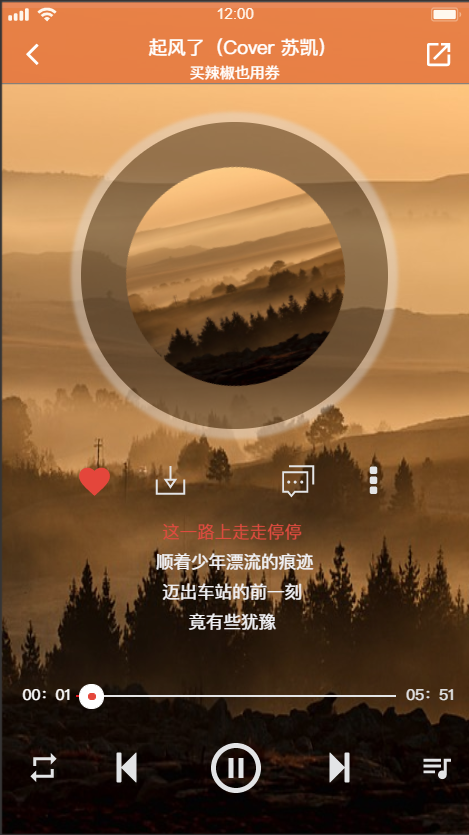 12:00
起风了（Cover 苏凯）
买辣椒也用券
这一路上走走停停
顺着少年漂流的痕迹
迈出车站的前一刻
竟有些犹豫
00：01
05：51